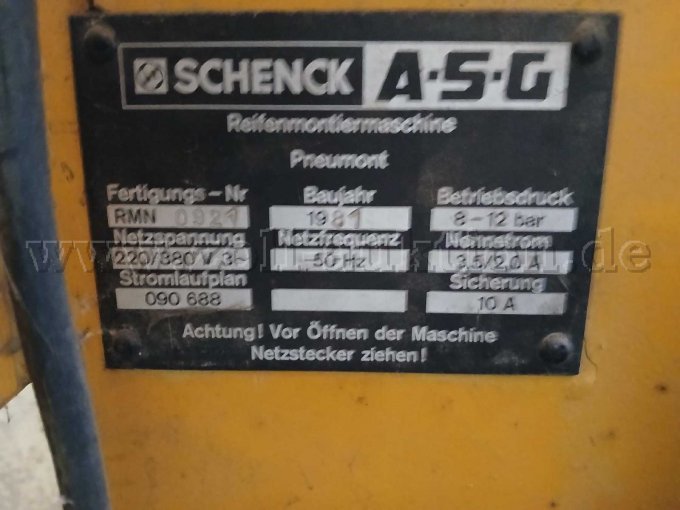 SCHENCK A·S·G
Reifenmontiermaschine
Pneumont
Fertigungs-Nr Baujahr Betriebsdruck
RMN 0921 1981 8-12 bar
Netzspannung Netzfrequenz Nennstrom
220/380 V 3~ 50 Hz 3,5/2,0 A
Stromlaufplan Sicherung
090 688 10 A
Achtung! Vor Öffnen der Maschine
Netzstecker ziehen!